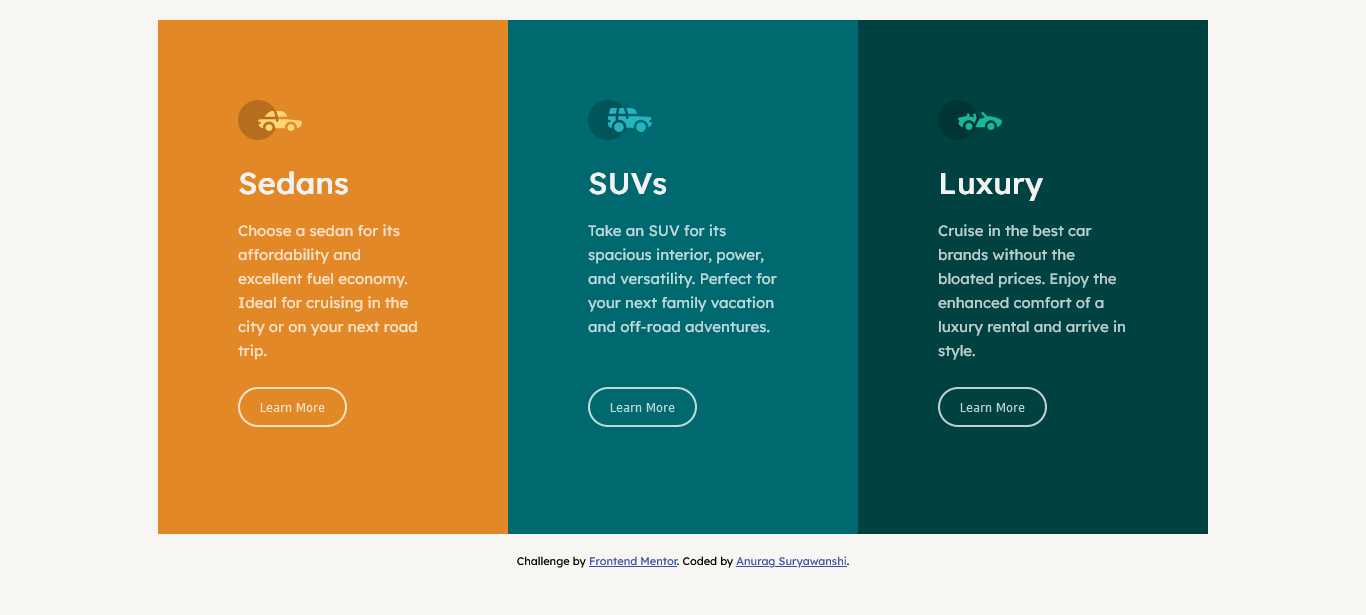 Sedans
Choose a sedan for its
affordability and
excellent fuel economy.
Ideal for cruising in the
city or on your next road
trip.
Learn More
SUVs
Take an SUV for its
spacious interior, power,
and versatility. Perfect for
your next family vacation
and off-road adventures.
Learn More
Luxury
Cruise in the best car
brands without the
bloated prices. Enjoy the
enhanced comfort of a
luxury rental and arrive in
style.
Learn More
Challenge by Frontend Mentor. Coded by Anurag Suryawanshi.